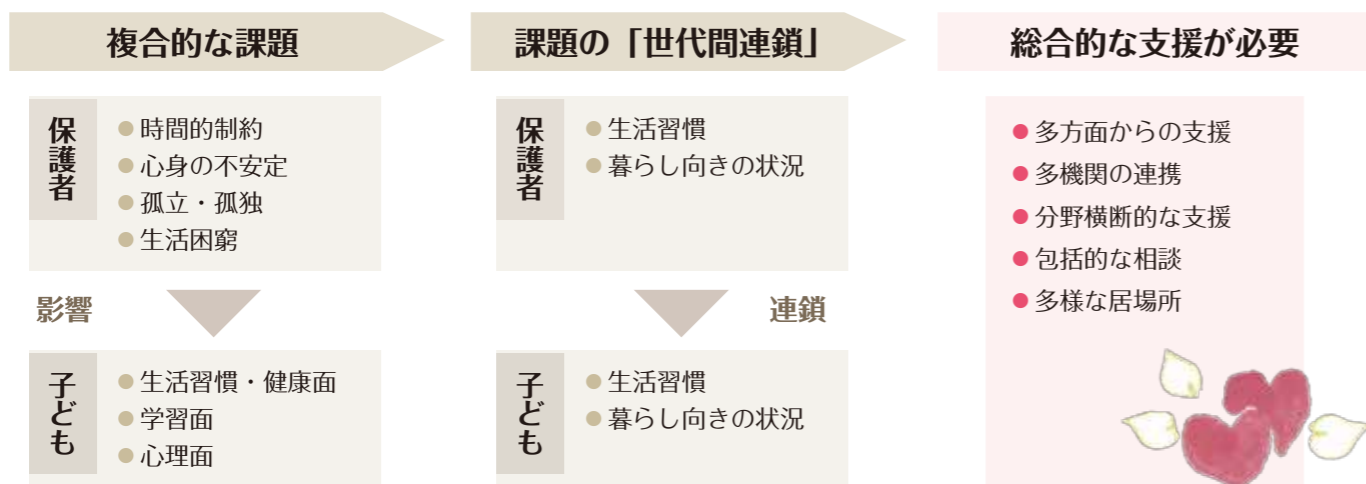 複合的な課題
保護者
時間的制約
心身の不安定
孤立・孤独
生活困窮
影響
子ども
生活習慣・健康面
学習面
心理面
課題の「世代間連鎖」
保護者
生活習慣
暮らし向きの状況
連鎖
子ども
生活習慣
暮らし向きの状況
総合的な支援が必要
多方面からの支援
多機関の連携
分野横断的な支援
包括的な相談
多様な居場所